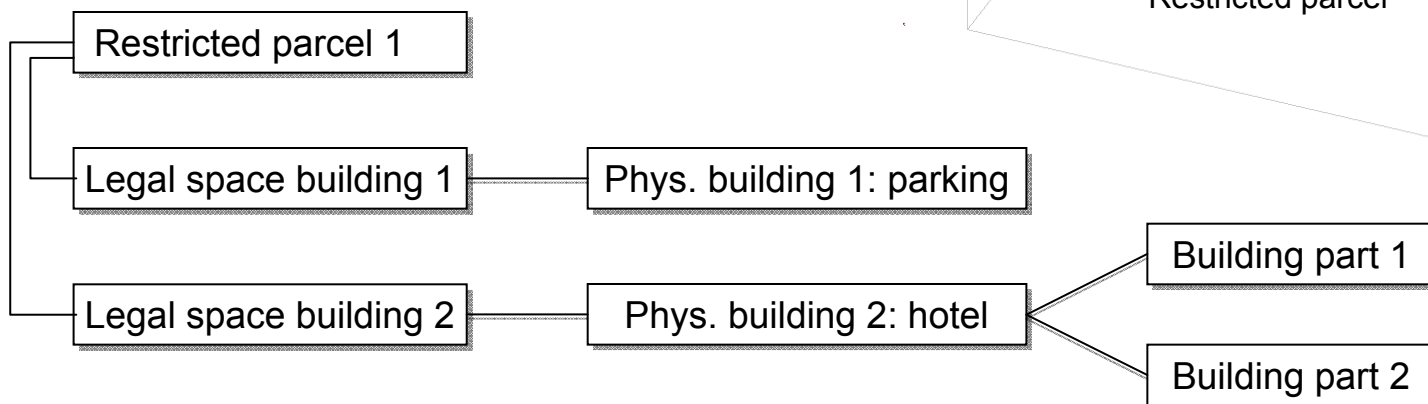 Restricted parcel
Restricted parcel 1
Legal space building 1
Phys. building 1: parking
Building part 1
Legal space building 2
Phys. building 2: hotel
Building part 2